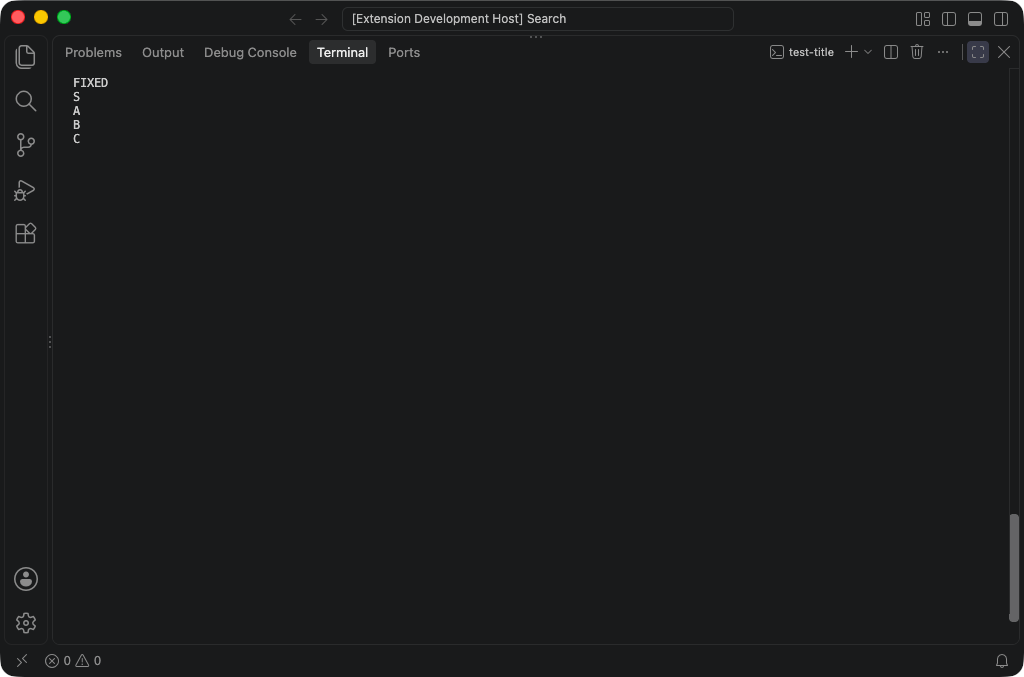 [Extension Development Host] Search
Problems Output Debug Console Terminal Ports test-title
FIXED
S
A
B
C
0 0